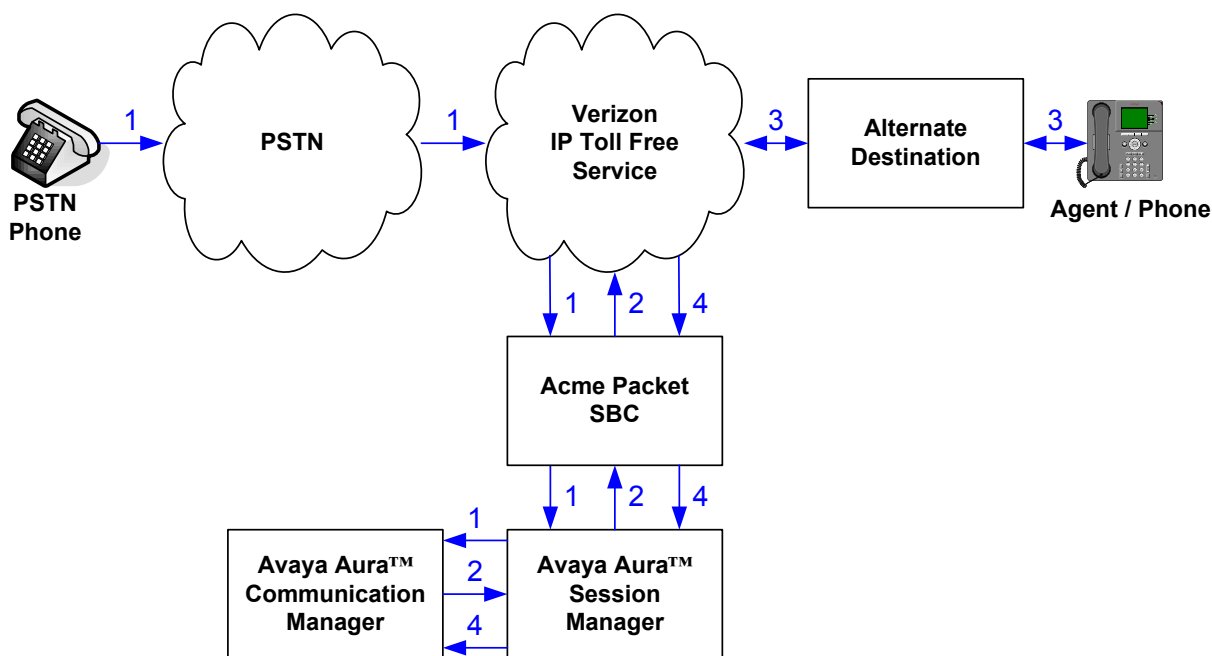 1
PSTN
Phone
PSTN
1
Verizon
IP Toll Free
Service
3
Alternate
Destination
3
Agent / Phone
1
2
4
Acme Packet
SBC
1
2
4
1
2
4
Avaya Aura™
Communication
Manager
Avaya Aura™
Session
Manager